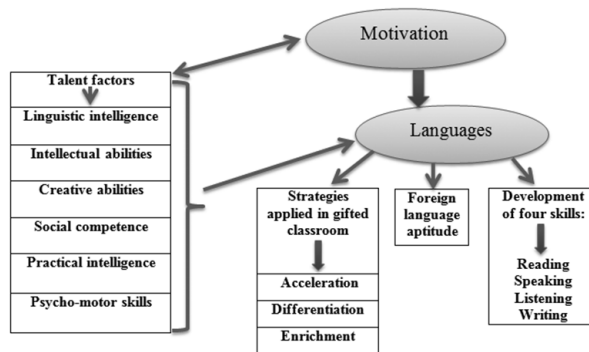 Motivation
Talent factors
Linguistic intelligence
Intellectual abilities
Creative abilities
Social competence
Practical intelligence
Psycho-motor skills
Languages
Strategies
applied in gifted
classroom
Acceleration
Differentiation
Enrichment
Foreign
language
aptitude
Development
of four skills:
Reading
Speaking
Listening
Writing